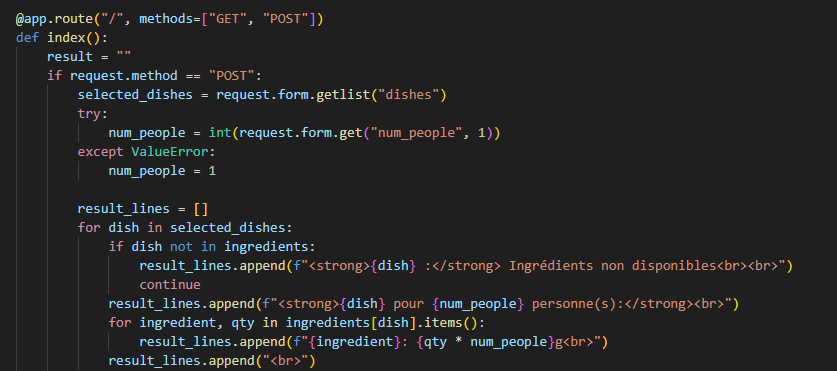 @app.route("/", methods=["GET", "POST"])
def index():
    result = ""
    if request.method == "POST":
        selected_dishes = request.form.getlist("dishes")
        try:
            num_people = int(request.form.get("num_people", 1))
        except ValueError:
            num_people = 1

        result_lines = []
        for dish in selected_dishes:
            if dish not in ingredients:
                result_lines.append(f"<strong>{dish} :</strong> Ingrédients non disponibles<br><br>")
                continue
            result_lines.append(f"<strong>{dish} pour {num_people} personne(s):</strong><br>")
            for ingredient, qty in ingredients[dish].items():
                result_lines.append(f"{ingredient}: {qty * num_people}g<br>")
            result_lines.append("<br>")